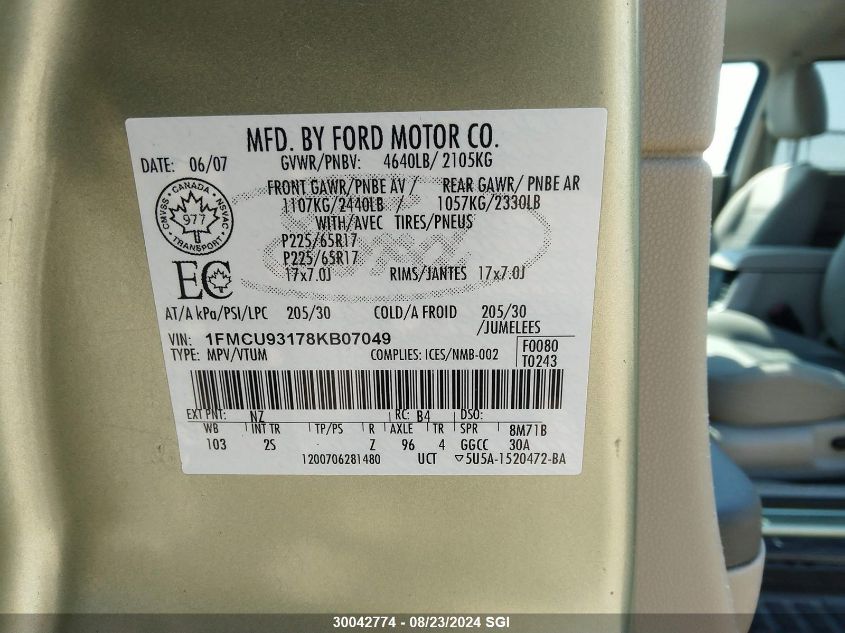 MFD. BY FORD MOTOR CO.
DATE: 06/07 GVWR/PNBV: 4640LB/ 2105KG
FRONT GAWR/PNBE AV / REAR GAWR/ PNBE AR
1107KG/2440LB / 1057KG/2330LB
WITH/AVEC TIRES/PNEUS
P225/65R17
P225/65R17
17x7.0J RIMS/JANTES 17x7.0J
CANADA
CMVSS 977 NSVAC
TRANSPORT
EC
AT/A kPa/PSI/LPC 205/30 COLD/A FROID 205/30
/JUMELEES
VIN: 1FMCU93178KB07049
TYPE: MPV/VTUM COMPLIES: ICES/NMB-002
F0080
T0243
EXT PNT: NZ RC: B4 DSO:
WB INT TR TP/PS R AXLE TR SPR 8M71B
103 2S Z 96 4 GGCC 30A
1200706281480 UCT ▽5U5A-1520472-BA
30042774 - 08/23/2024 SGI